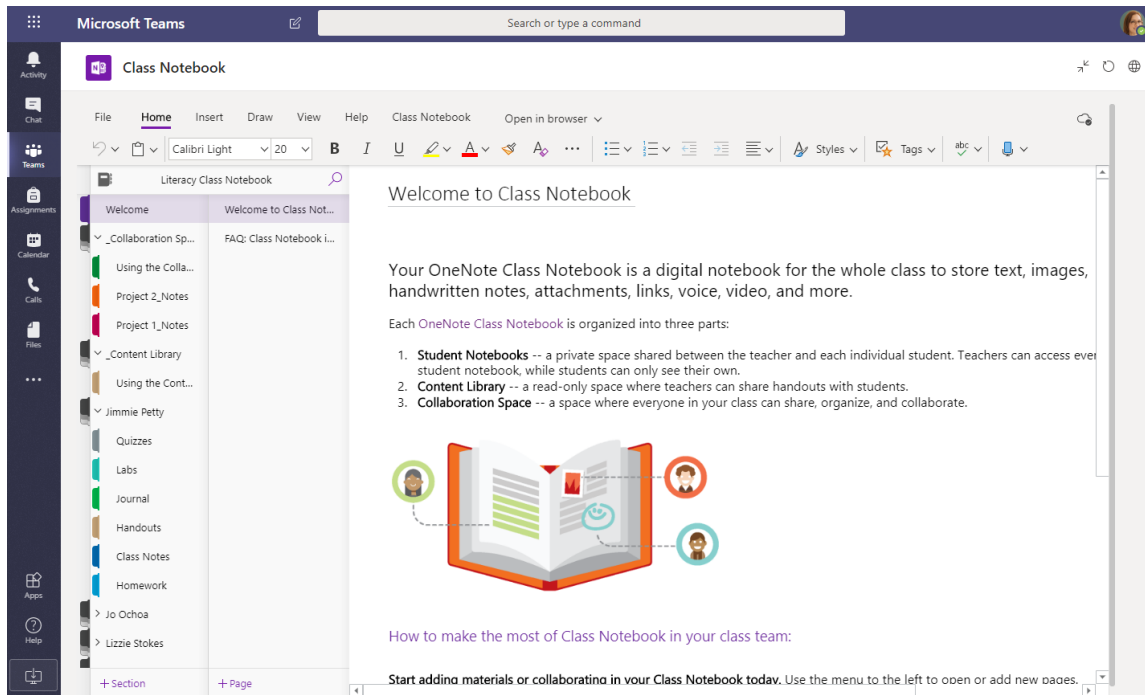 Microsoft Teams
Search or type a command
Activity
Chat
Teams
Assignments
Calendar
Calls
Files
Apps
Help
Class Notebook
File Home Insert Draw View Help Class Notebook Open in browser
Calibri Light 20 B I U A A ... Styles Tags abc
Literacy Class Notebook
Welcome
_Collaboration Sp...
Using the Colla...
Project 2_Notes
Project 1_Notes
_Content Library
Using the Cont...
Jimmie Petty
Quizzes
Labs
Journal
Handouts
Class Notes
Homework
Jo Ochoa
Lizzie Stokes
+ Section
Welcome to Class Not...
FAQ: Class Notebook i...
+ Page
Welcome to Class Notebook
Your OneNote Class Notebook is a digital notebook for the whole class to store text, images,
handwritten notes, attachments, links, voice, video, and more.
Each OneNote Class Notebook is organized into three parts:
1. Student Notebooks -- a private space shared between the teacher and each individual student. Teachers can access ever
student notebook, while students can only see their own.
2. Content Library -- a read-only space where teachers can share handouts with students.
3. Collaboration Space -- a space where everyone in your class can share, organize, and collaborate.
How to make the most of Class Notebook in your class team:
Start adding materials or collaborating in your Class Notebook today. Use the menu to the left to open or add new pages.